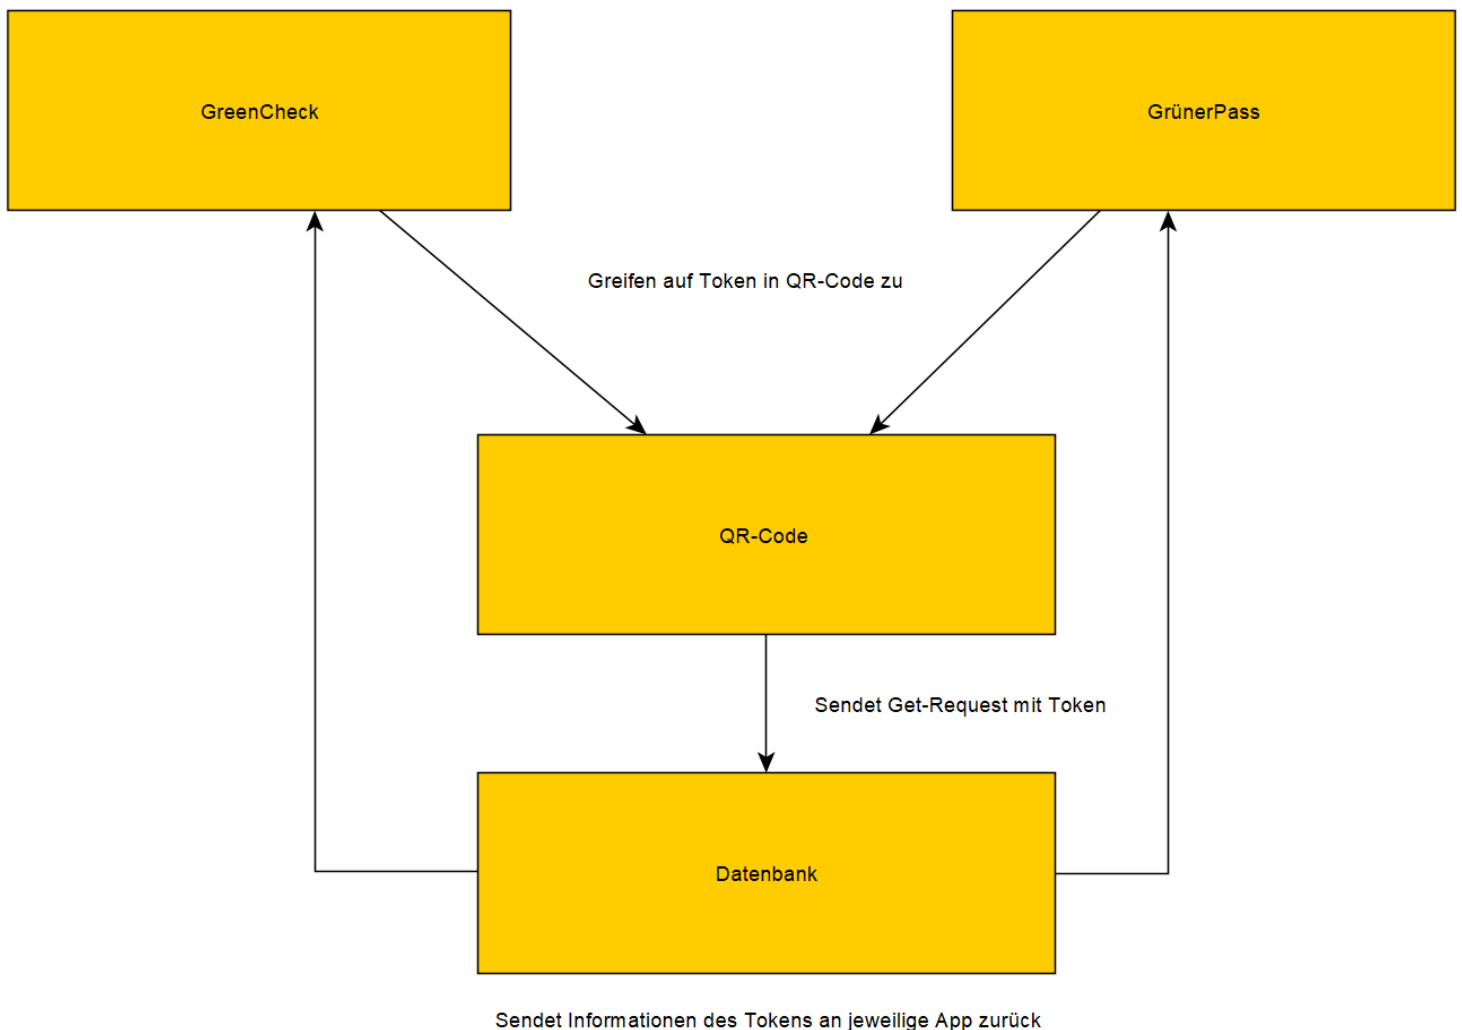 GreenCheck
GrünerPass
Greifen auf Token in QR-Code zu
QR-Code
Sendet Get-Request mit Token
Datenbank
Sendet Informationen des Tokens an jeweilige App zurück